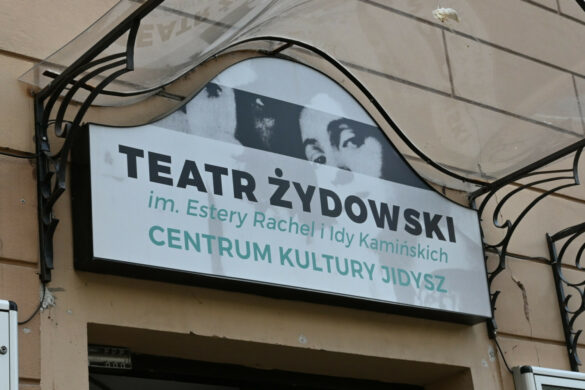 TEATR ŻYDOWSKI
im. Estery Rachel i Idy Kamińskich
CENTRUM KULTURY JIDYSZ